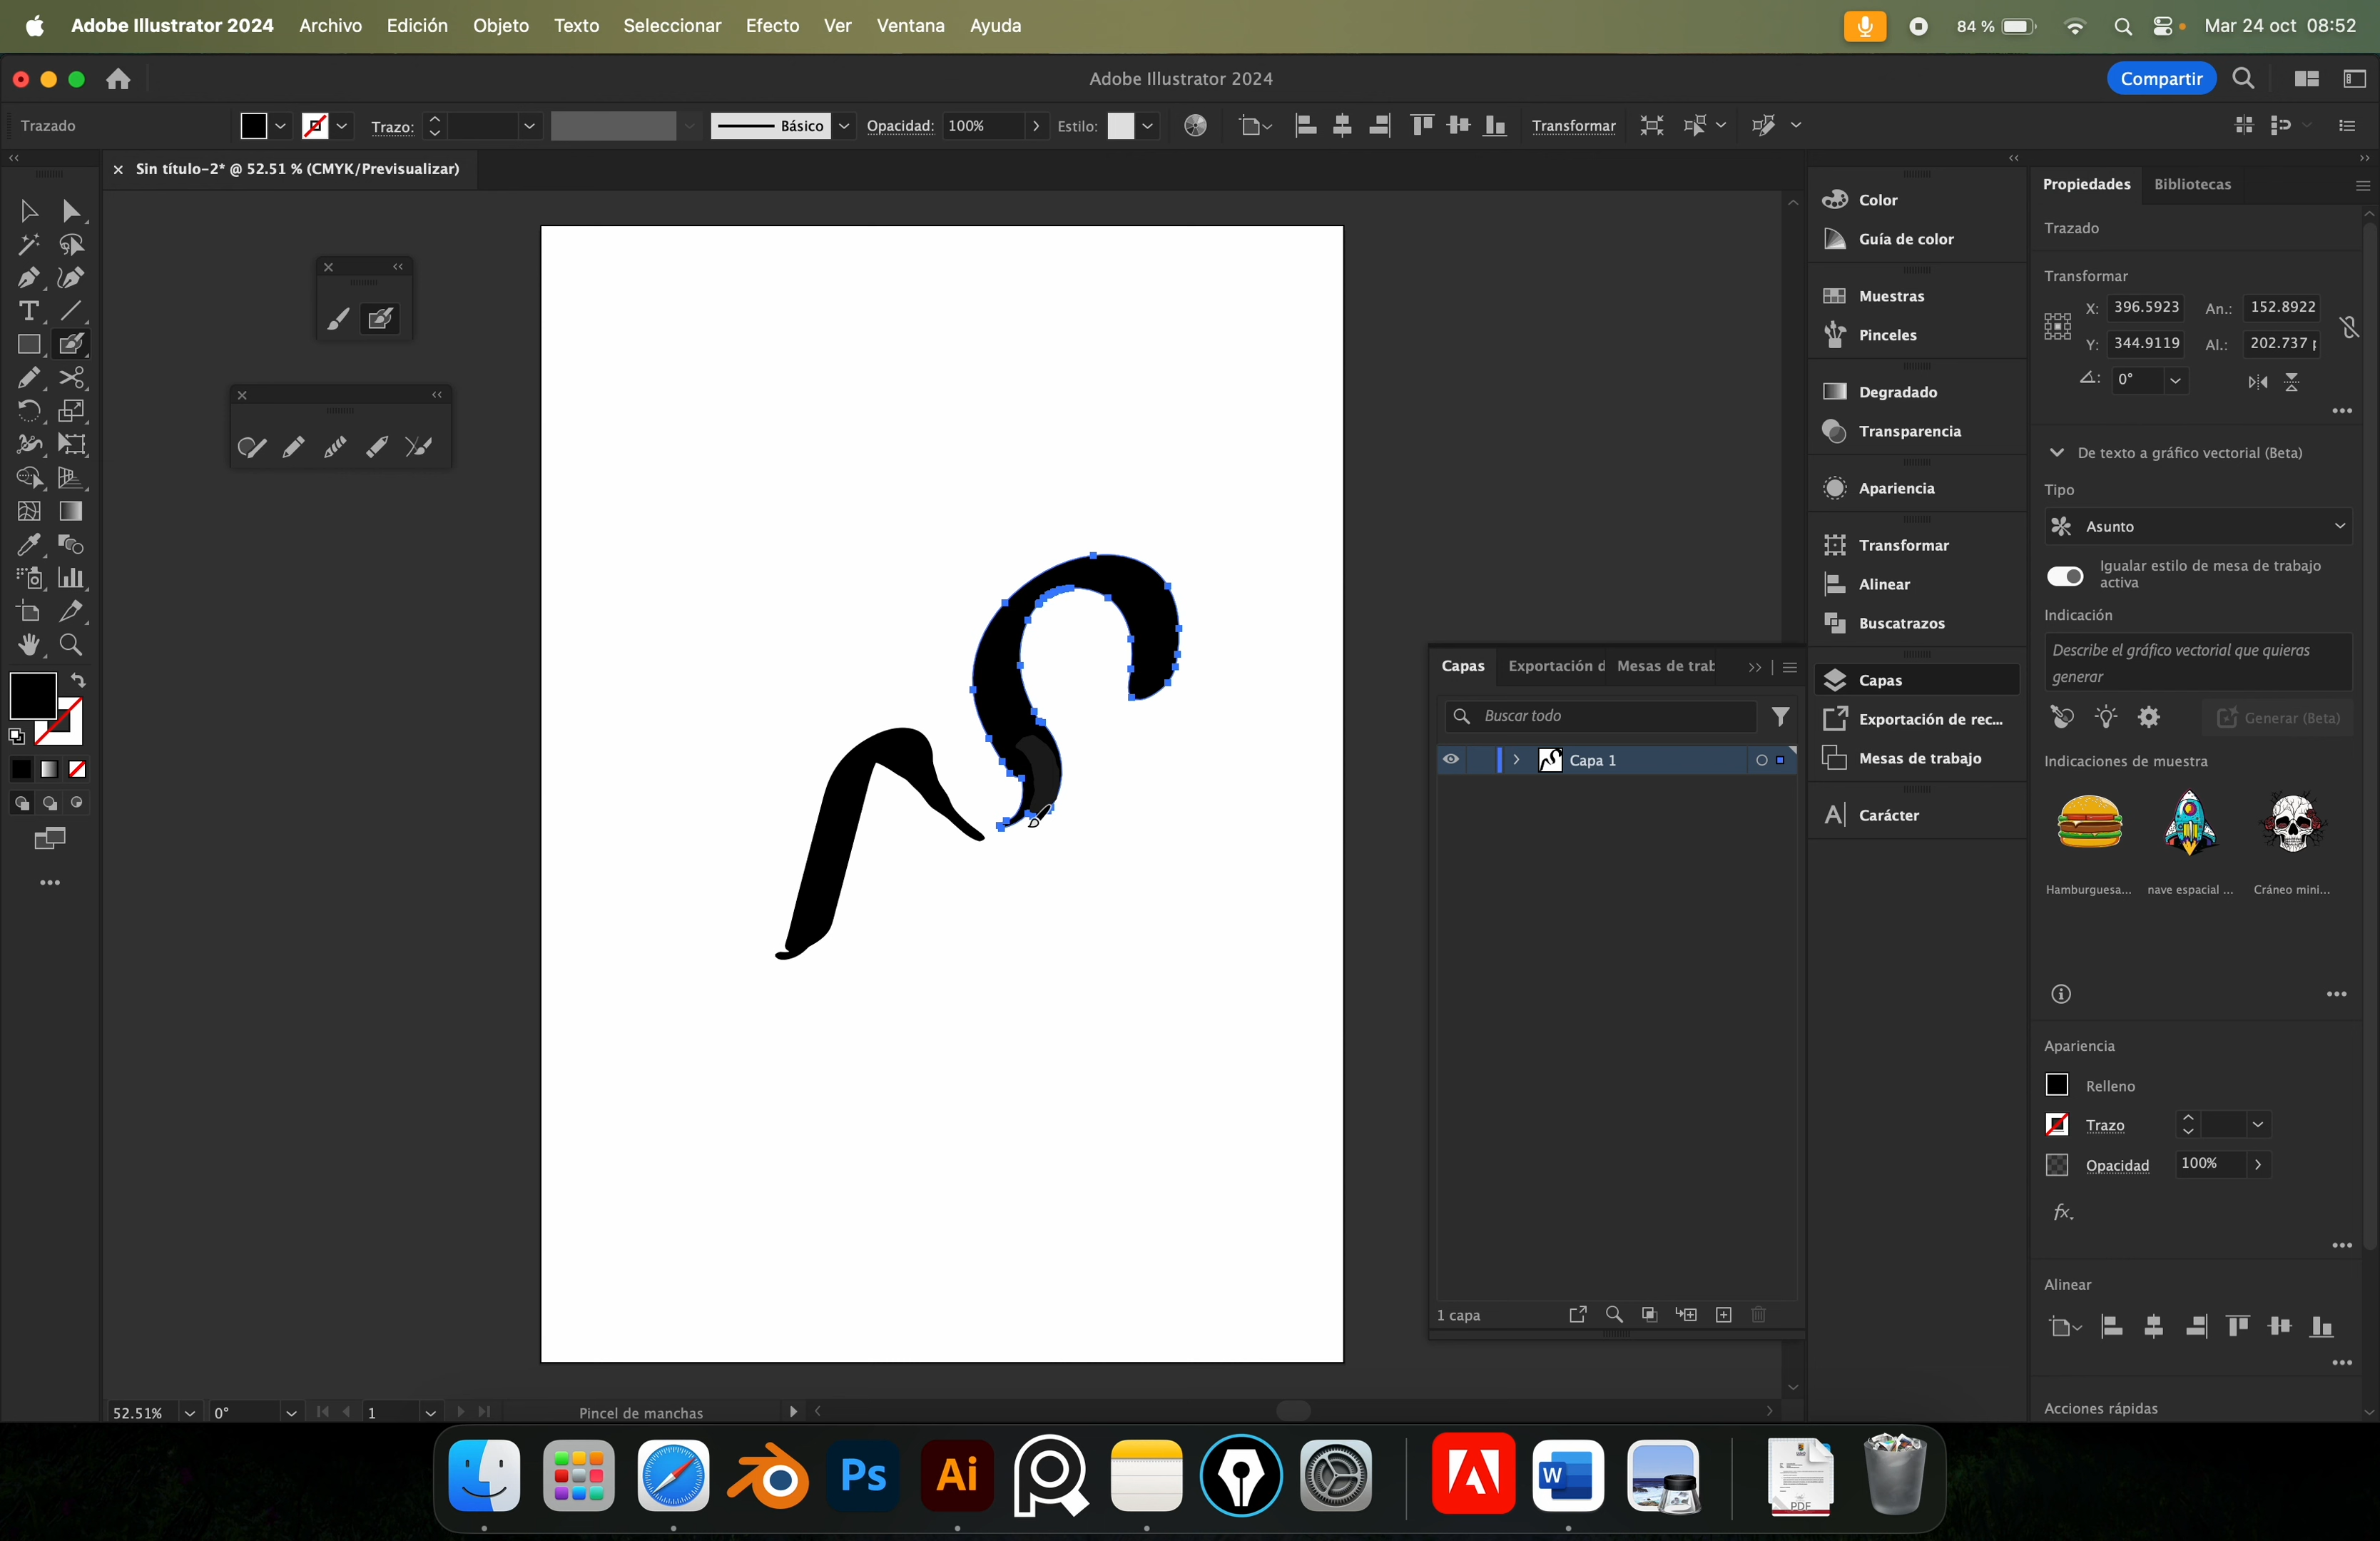 Adobe Illustrator 2024 Archivo Edición Objeto Texto Seleccionar Efecto Ver Ventana Ayuda 84 % Mar 24 oct 08:52
Adobe Illustrator 2024 Compartir
Trazado Trazo: Básico Opacidad: 100% Estilo: Transformar
× Sin título-2* @ 52.51 % (CMYK/Previsualizar)
Color
Guía de color
Muestras
Pinceles
Degradado
Transparencia
Apariencia
Transformar
Alinear
Buscatrazos
Capas
Exportación de rec...
Mesas de trabajo
Carácter
Capas Exportación d Mesas de trab
Buscar todo
Capa 1
1 capa
Propiedades Bibliotecas
Trazado
Transformar
X: 396.5923 An.: 152.8922
Y: 344.9119 Al.: 202.737 p
0°
De texto a gráfico vectorial (Beta)
Tipo
Asunto
Igualar estilo de mesa de trabajo
activa
Indicación
Describe el gráfico vectorial que quieras
generar
Generar (Beta)
Indicaciones de muestra
Hamburguesa... nave espacial ... Cráneo mini...
Apariencia
Relleno
Trazo
Opacidad 100%
fx.
Alinear
Acciones rápidas
52.51% 0° 1 Pincel de manchas
Ps Ai W PDF